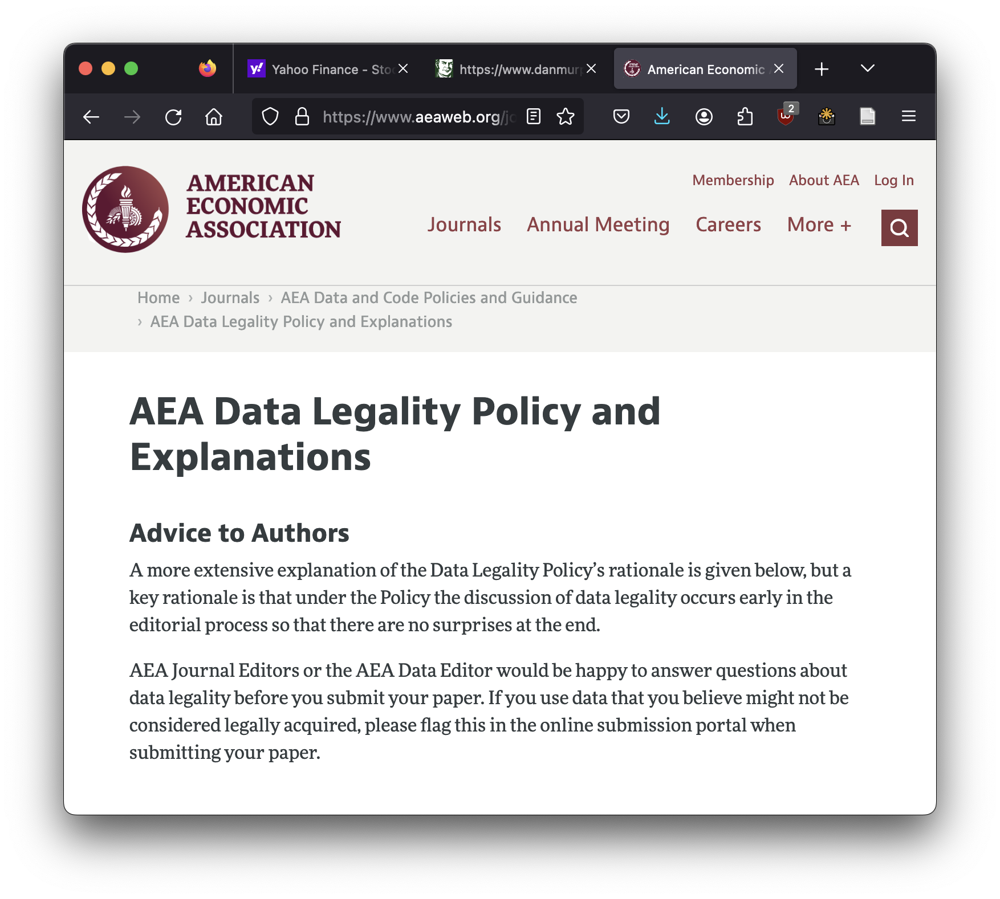 Yahoo Finance - Stoc
https://www.danmurp
American Economic
https://www.aeaweb.org/jo
2
AMERICAN
ECONOMIC
ASSOCIATION
Membership About AEA Log In
Journals Annual Meeting Careers More +
Home › Journals › AEA Data and Code Policies and Guidance
› AEA Data Legality Policy and Explanations
AEA Data Legality Policy and
Explanations
Advice to Authors
A more extensive explanation of the Data Legality Policy’s rationale is given below, but a
key rationale is that under the Policy the discussion of data legality occurs early in the
editorial process so that there are no surprises at the end.
AEA Journal Editors or the AEA Data Editor would be happy to answer questions about
data legality before you submit your paper. If you use data that you believe might not be
considered legally acquired, please flag this in the online submission portal when
submitting your paper.